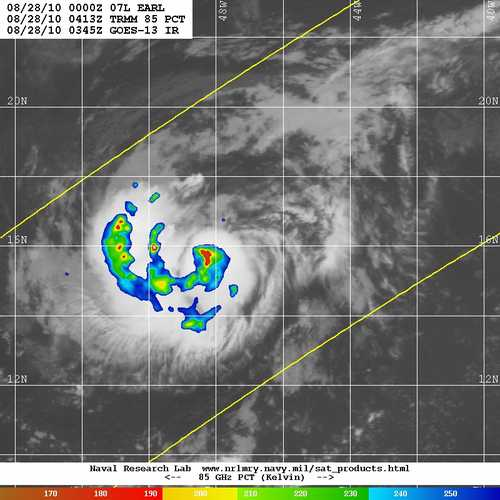 08/28/10 0000Z 07L EARL
08/28/10 0413Z TRMM 85 PCT
08/28/10 0345Z GOES-13 IR
48W
44W
40W
20N
20N
16N
16N
12N
12N
Naval Research Lab www.nrlmry.navy.mil/sat_products.html
<-- 85 GHz PCT (Kelvin) -->
170 180 190 200 210 220 230 240 250